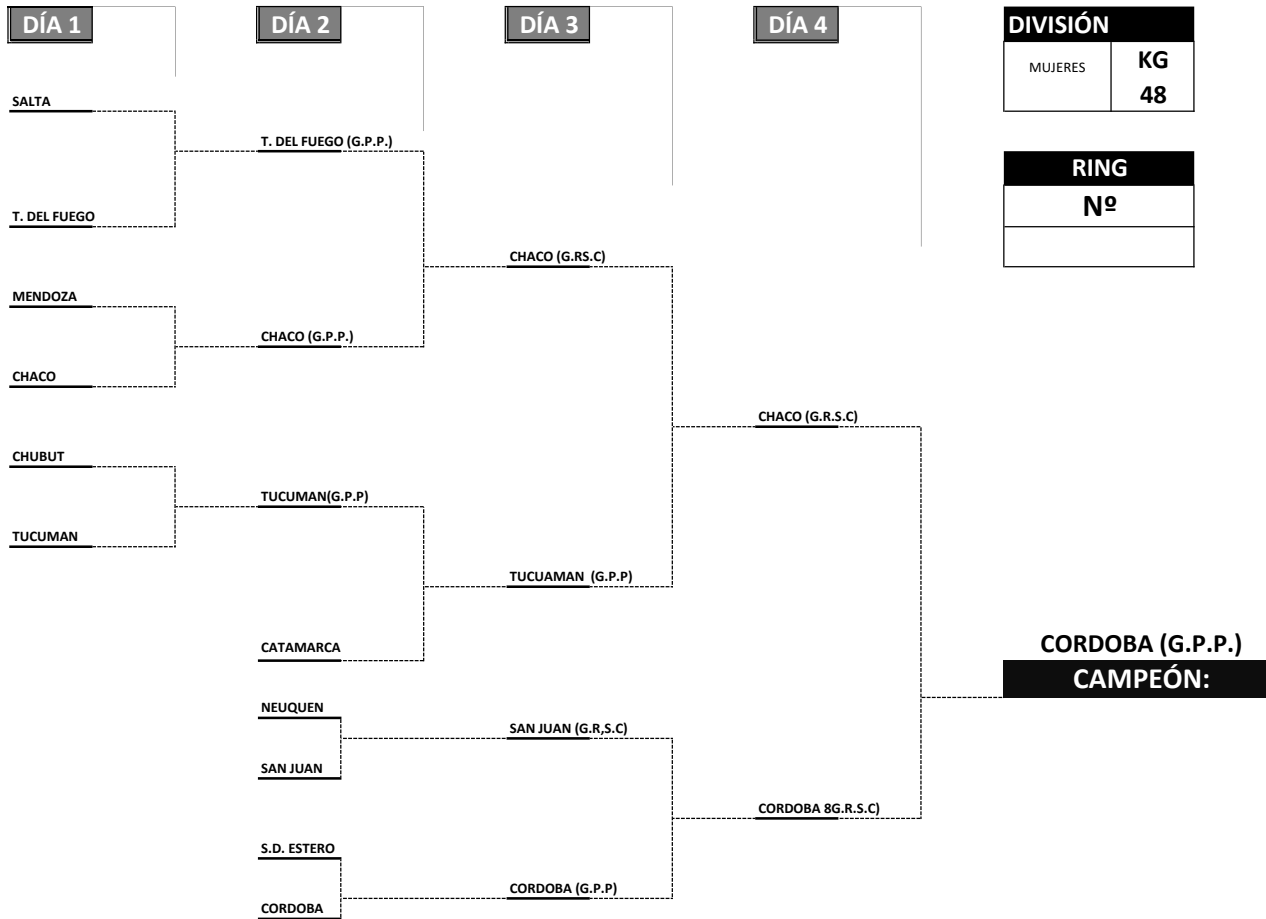 DÍA 1 DÍA 2 DÍA 3 DÍA 4 DIVISIÓN
MUJERES KG
48
SALTA
T. DEL FUEGO (G.P.P.)
RING
Nº
T. DEL FUEGO
CHACO (G.RS.C)
MENDOZA
CHACO (G.P.P.)
CHACO
CHACO (G.R.S.C)
CHUBUT
TUCUMAN(G.P.P)
TUCUMAN
TUCUAMAN (G.P.P)
CATAMARCA
CORDOBA (G.P.P.)
CAMPEÓN:
NEUQUEN
SAN JUAN (G.R,S.C)
SAN JUAN
CORDOBA 8G.R.S.C)
S.D. ESTERO
CORDOBA (G.P.P)
CORDOBA